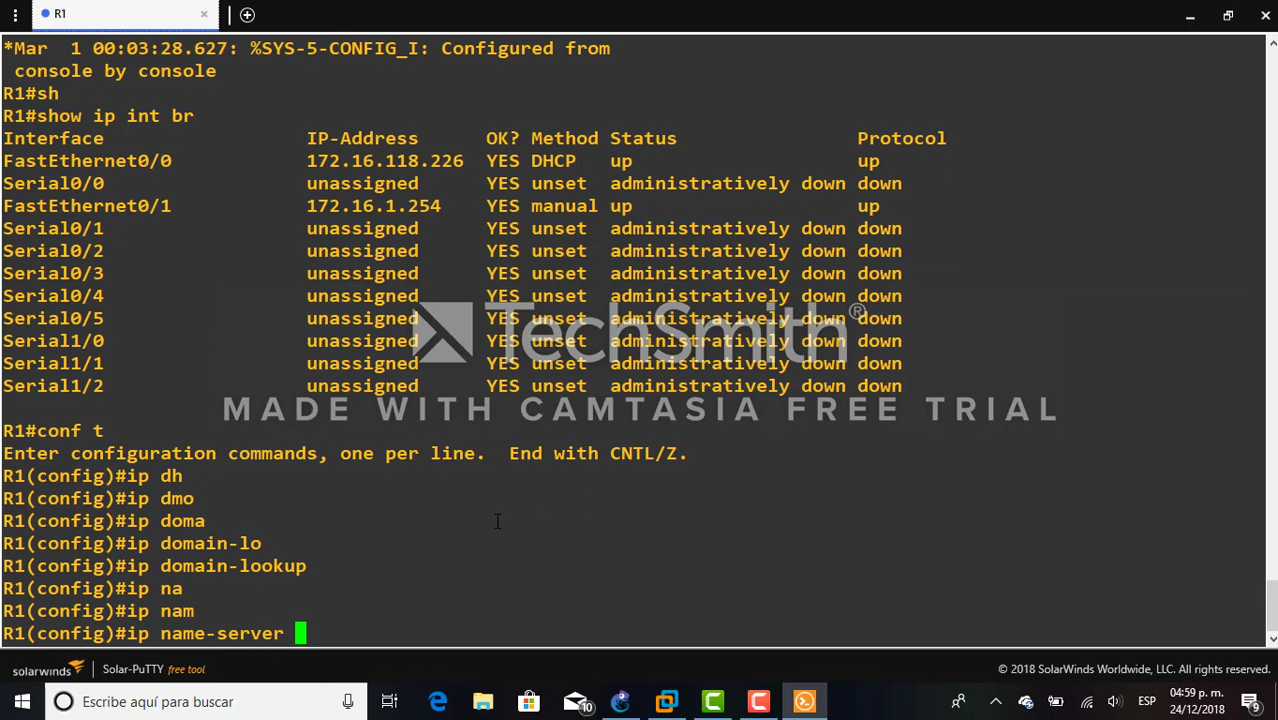 R1
*Mar  1 00:03:28.627: %SYS-5-CONFIG_I: Configured from
 console by console
R1#sh
R1#show ip int br
Interface                  IP-Address      OK? Method Status                Protocol
FastEthernet0/0            172.16.118.226  YES DHCP   up                    up
Serial0/0                  unassigned      YES unset  administratively down down
FastEthernet0/1            172.16.1.254    YES manual up                    up
Serial0/1                  unassigned      YES unset  administratively down down
Serial0/2                  unassigned      YES unset  administratively down down
Serial0/3                  unassigned      YES unset  administratively down down
Serial0/4                  unassigned      YES unset  administratively down down
Serial0/5                  unassigned      YES unset  administratively down down
Serial1/0                  unassigned      YES unset  administratively down down
Serial1/1                  unassigned      YES unset  administratively down down
Serial1/2                  unassigned      YES unset  administratively down down
TechSmith®
MADE WITH CAMTASIA FREE TRIAL
R1#conf t
Enter configuration commands, one per line.  End with CNTL/Z.
R1(config)#ip dh
R1(config)#ip dmo
R1(config)#ip doma
R1(config)#ip domain-lo
R1(config)#ip domain-lookup
R1(config)#ip na
R1(config)#ip nam
R1(config)#ip name-server
solarwinds Solar-PuTTY free tool © 2018 SolarWinds Worldwide, LLC. All rights reserved.
Escribe aquí para buscar 10 ESP 04:59 p. m.
24/12/2018 9